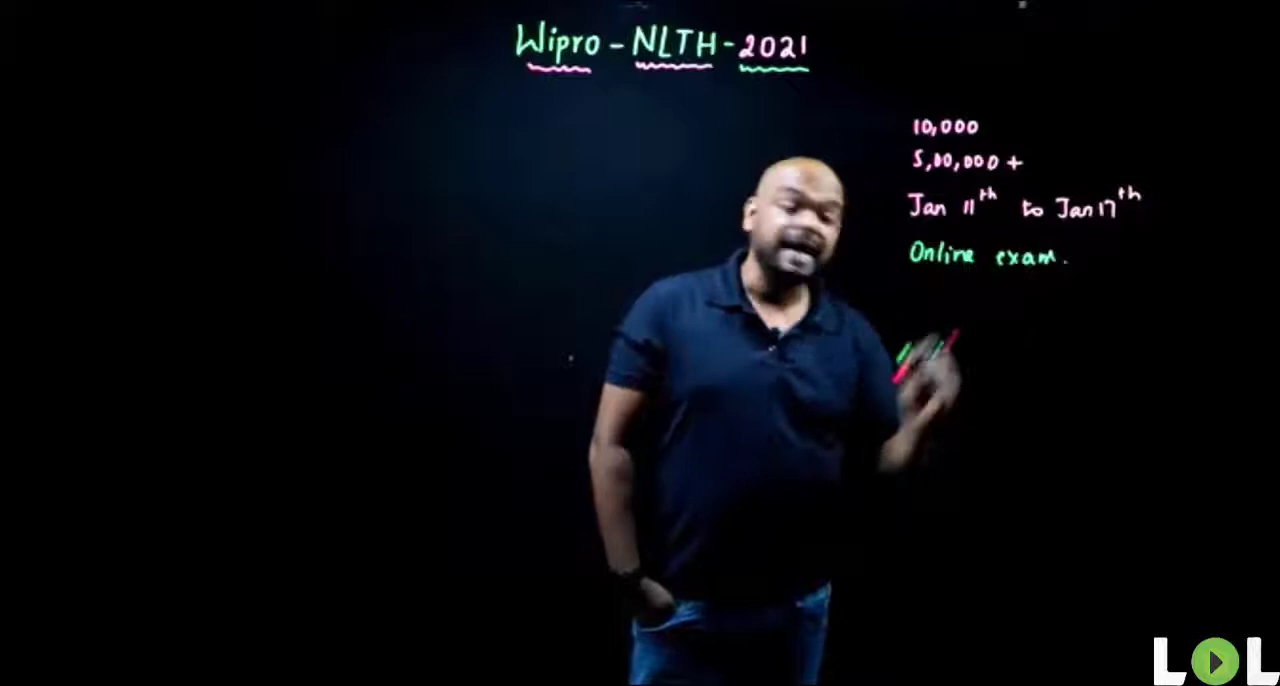 Wipro - NLTH - 2021
10,000
5,00,000 +
Jan 11th to Jan 17th
Online exam.
LOL